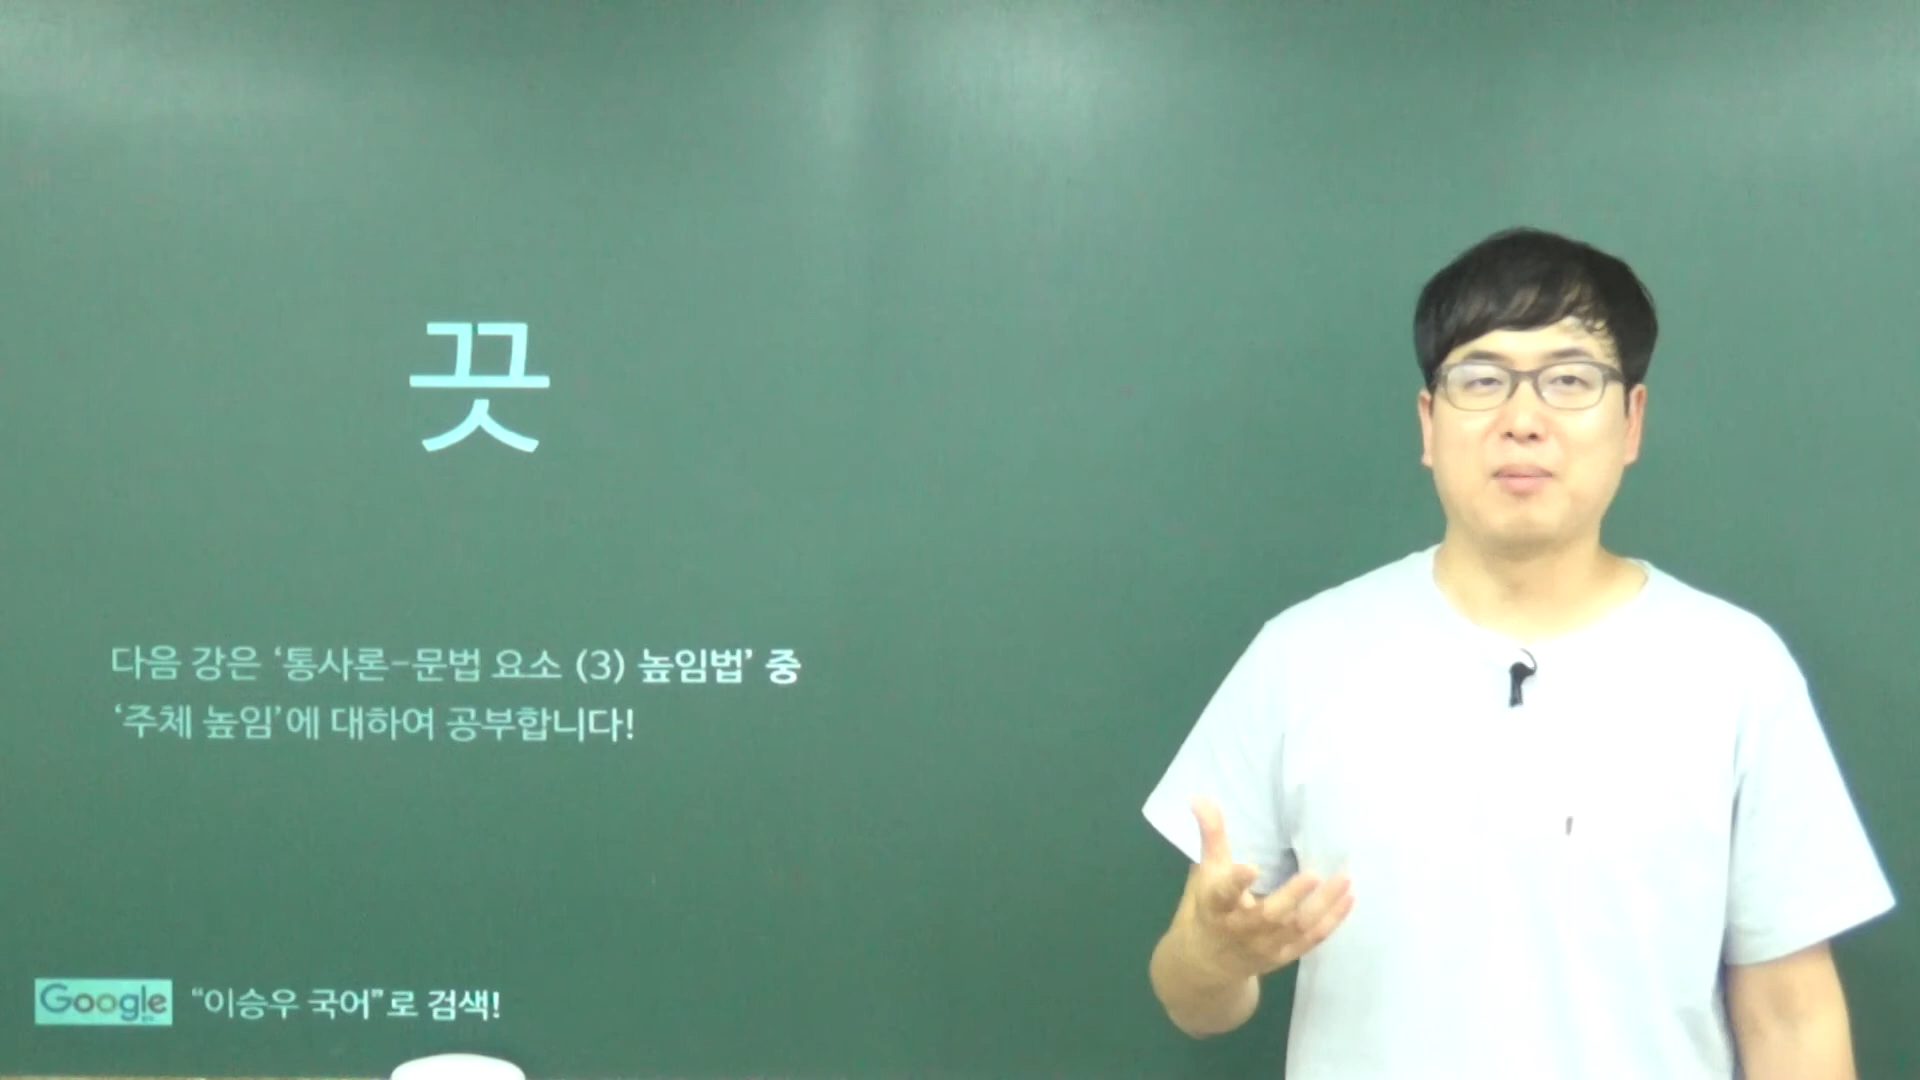 끗
다음 강은 ‘통사론-문법 요소 (3) 높임법’ 중
‘주체 높임’에 대하여 공부합니다!
Google “이승우 국어”로 검색!